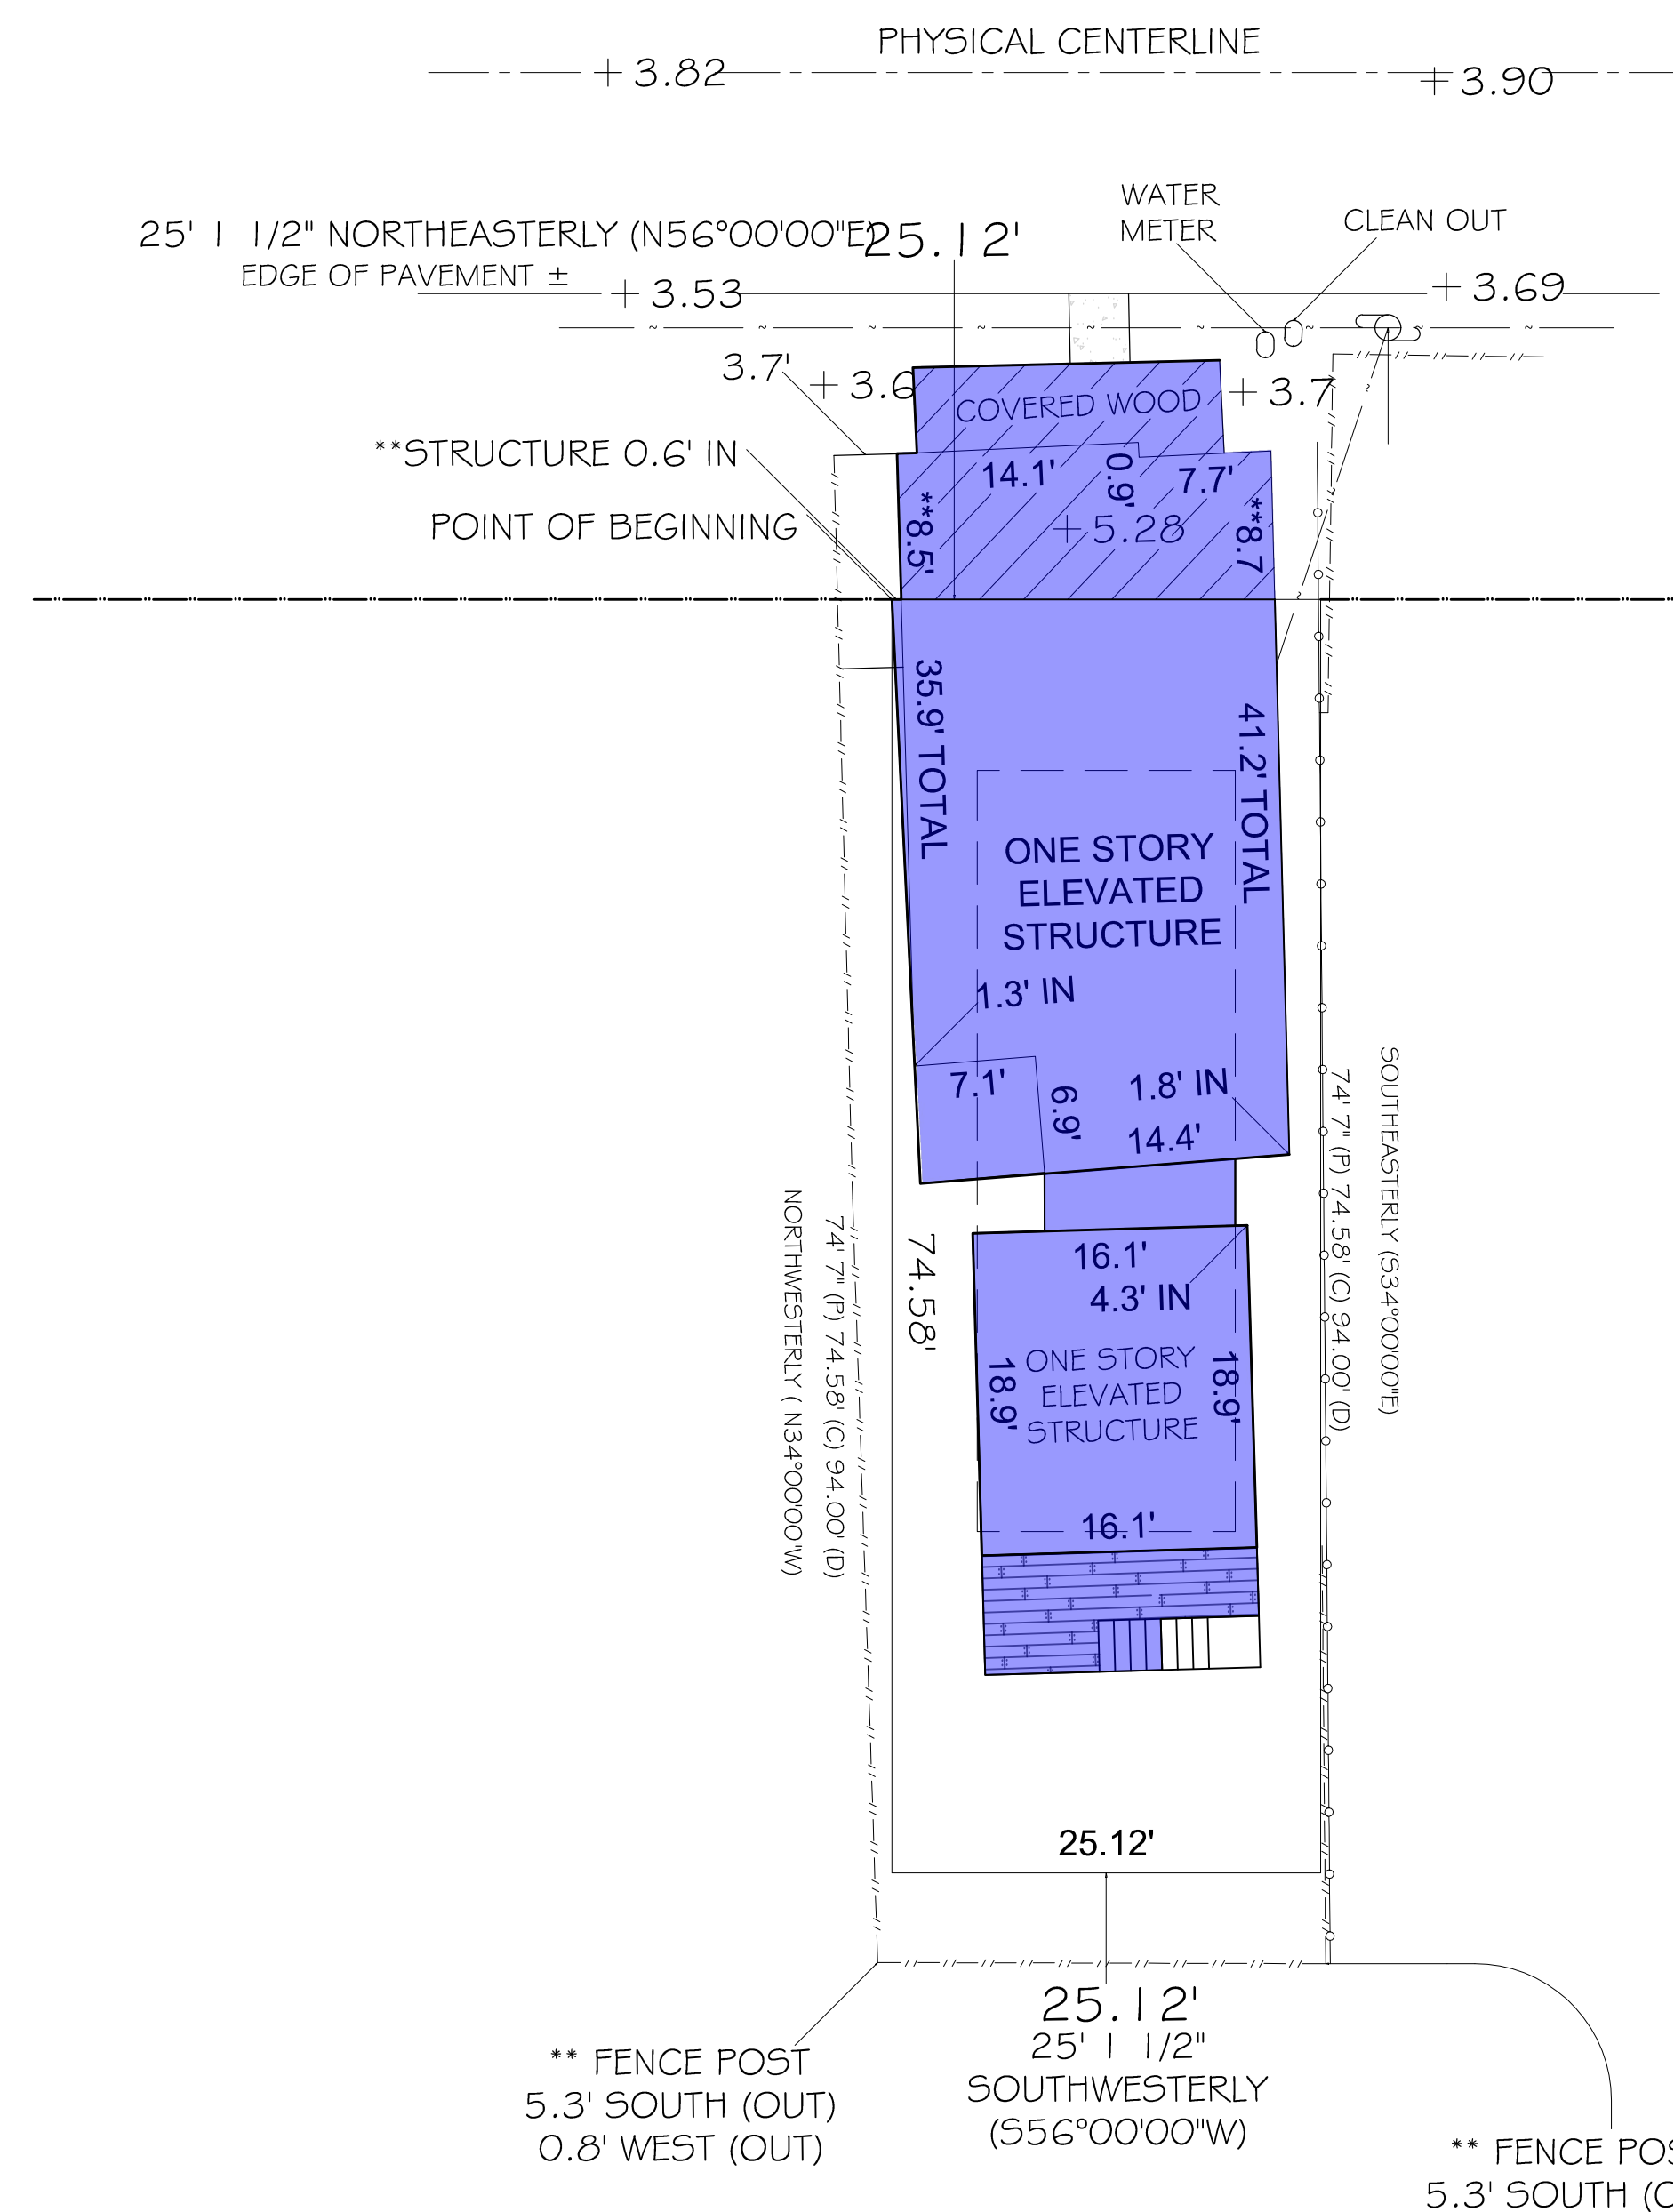 PHYSICAL CENTERLINE
3.82
3.90
WATER
METER
CLEAN OUT
25' 1 1/2" NORTHEASTERLY (N56°00'00"E)
25.12'
EDGE OF PAVEMENT ±
3.53
3.69
3.7'
3.6
3.7
COVERED WOOD
**STRUCTURE 0.6' IN
14.1'
0.9'
7.7'
POINT OF BEGINNING
**8.5'
5.28
**8.7
35.9' TOTAL
41.2' TOTAL
ONE STORY
ELEVATED
STRUCTURE
1.3' IN
7.1'
6.9'
1.8' IN
14.4'
SOUTHEASTERLY (S34°00'00"E)
74' 7" (P) 74.58' (C) 94.00' (D)
NORTHWESTERLY ( N34°00'00"W)
74' 7" (P) 74.58' (C) 94.00' (D)
74.58'
16.1'
4.3' IN
18.9'
ONE STORY
ELEVATED
STRUCTURE
18.9'
16.1'
25.12'
25.12'
25' 1 1/2"
SOUTHWESTERLY
(S56°00'00"W)
** FENCE POST
5.3' SOUTH (OUT)
0.8' WEST (OUT)
** FENCE POS
5.3' SOUTH (O